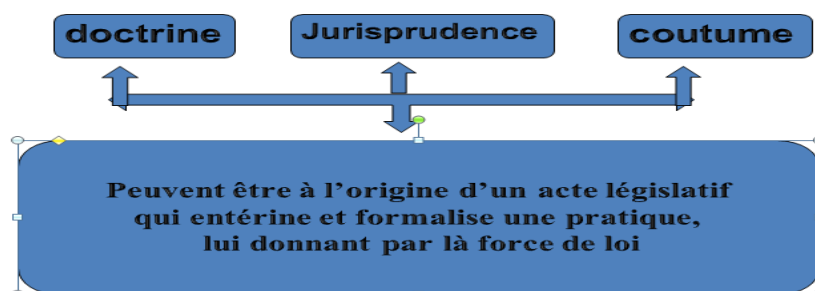 doctrine
Jurisprudence
coutume
Peuvent être à l’origine d’un acte législatif
qui entérine et formalise une pratique,
lui donnant par là force de loi